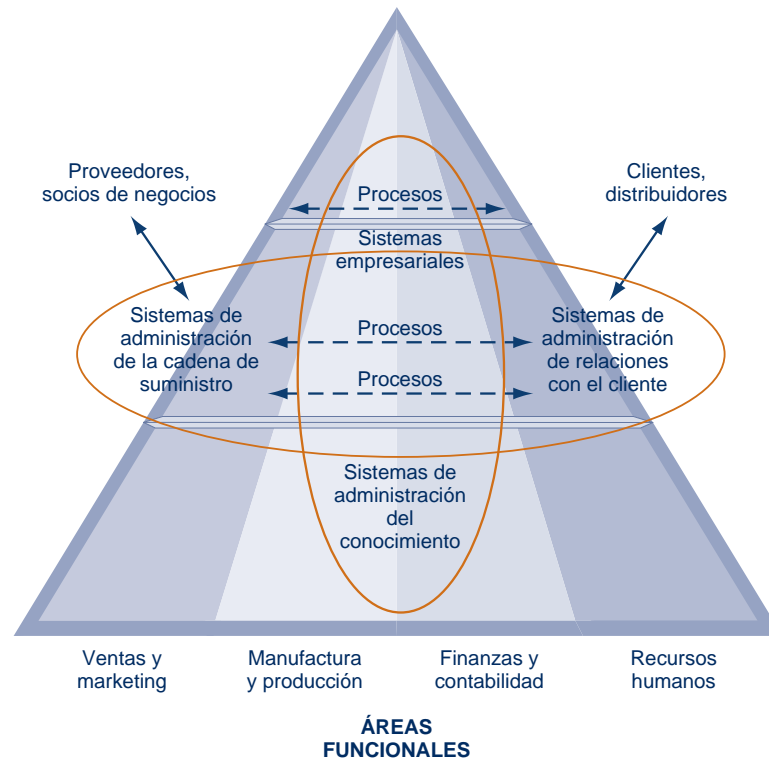 Proveedores,
socios de negocios
Clientes,
distribuidores
Procesos
Sistemas
empresariales
Sistemas de
administración
de la cadena de
suministro
Procesos
Procesos
Sistemas de
administración
de relaciones
con el cliente
Sistemas de
administración
del
conocimiento
Ventas y
marketing
Manufactura
y producción
Finanzas y
contabilidad
Recursos
humanos
ÁREAS
FUNCIONALES